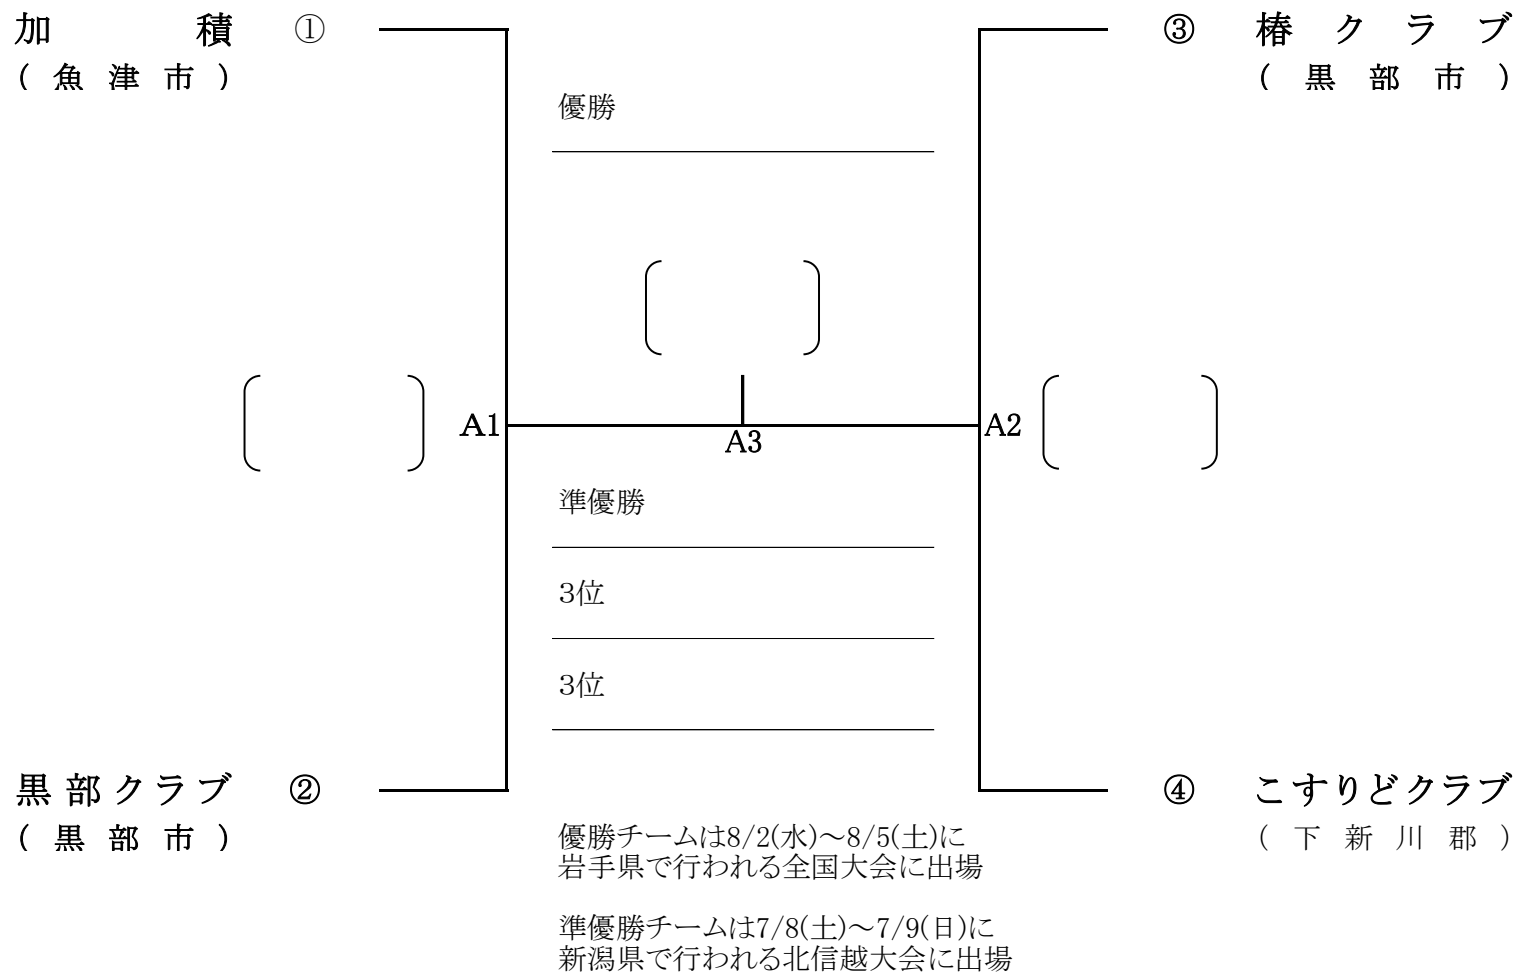 加積 ①
(魚津市)
③ 椿クラブ
(黒部市)
優勝
A1
A3
A2
準優勝
3位
3位
黒部クラブ ②
(黒部市)
④ こすりどクラブ
(下新川郡)
優勝チームは8/2(水)～8/5(土)に
岩手県で行われる全国大会に出場
準優勝チームは7/8(土)～7/9(日)に
新潟県で行われる北信越大会に出場